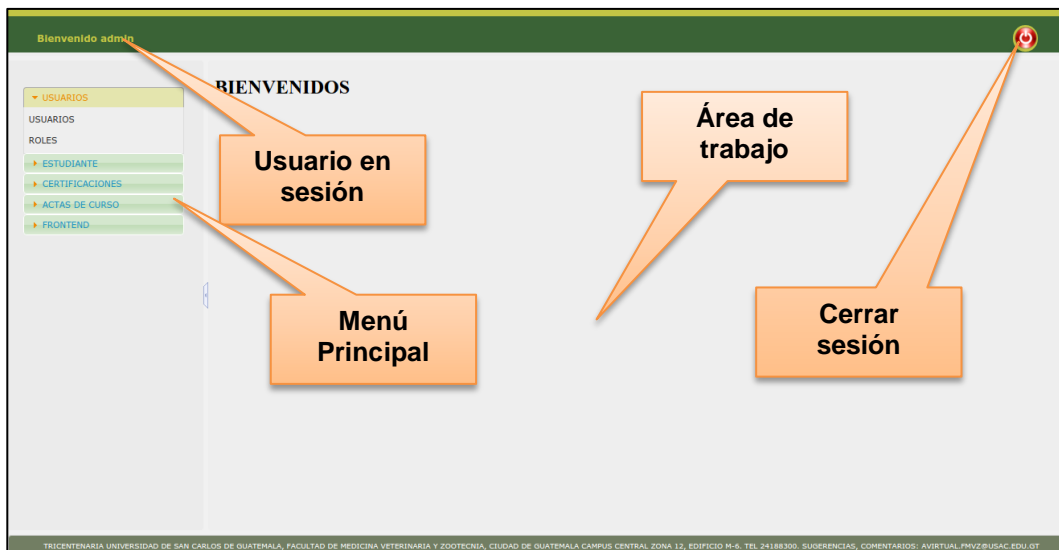 Bienvenido admin
BIENVENIDOS
USUARIOS
USUARIOS
ROLES
ESTUDIANTE
CERTIFICACIONES
ACTAS DE CURSO
FRONTEND
Usuario en
sesión
Área de
trabajo
Menú
Principal
Cerrar
sesión
TRICENTENARIA UNIVERSIDAD DE SAN CARLOS DE GUATEMALA, FACULTAD DE MEDICINA VETERINARIA Y ZOOTECNIA, CIUDAD DE GUATEMALA CAMPUS CENTRAL ZONA 12, EDIFICIO M-6. TEL 24188300. SUGERENCIAS, COMENTARIOS: AVIRTUAL.FMVZ@USAC.EDU.GT